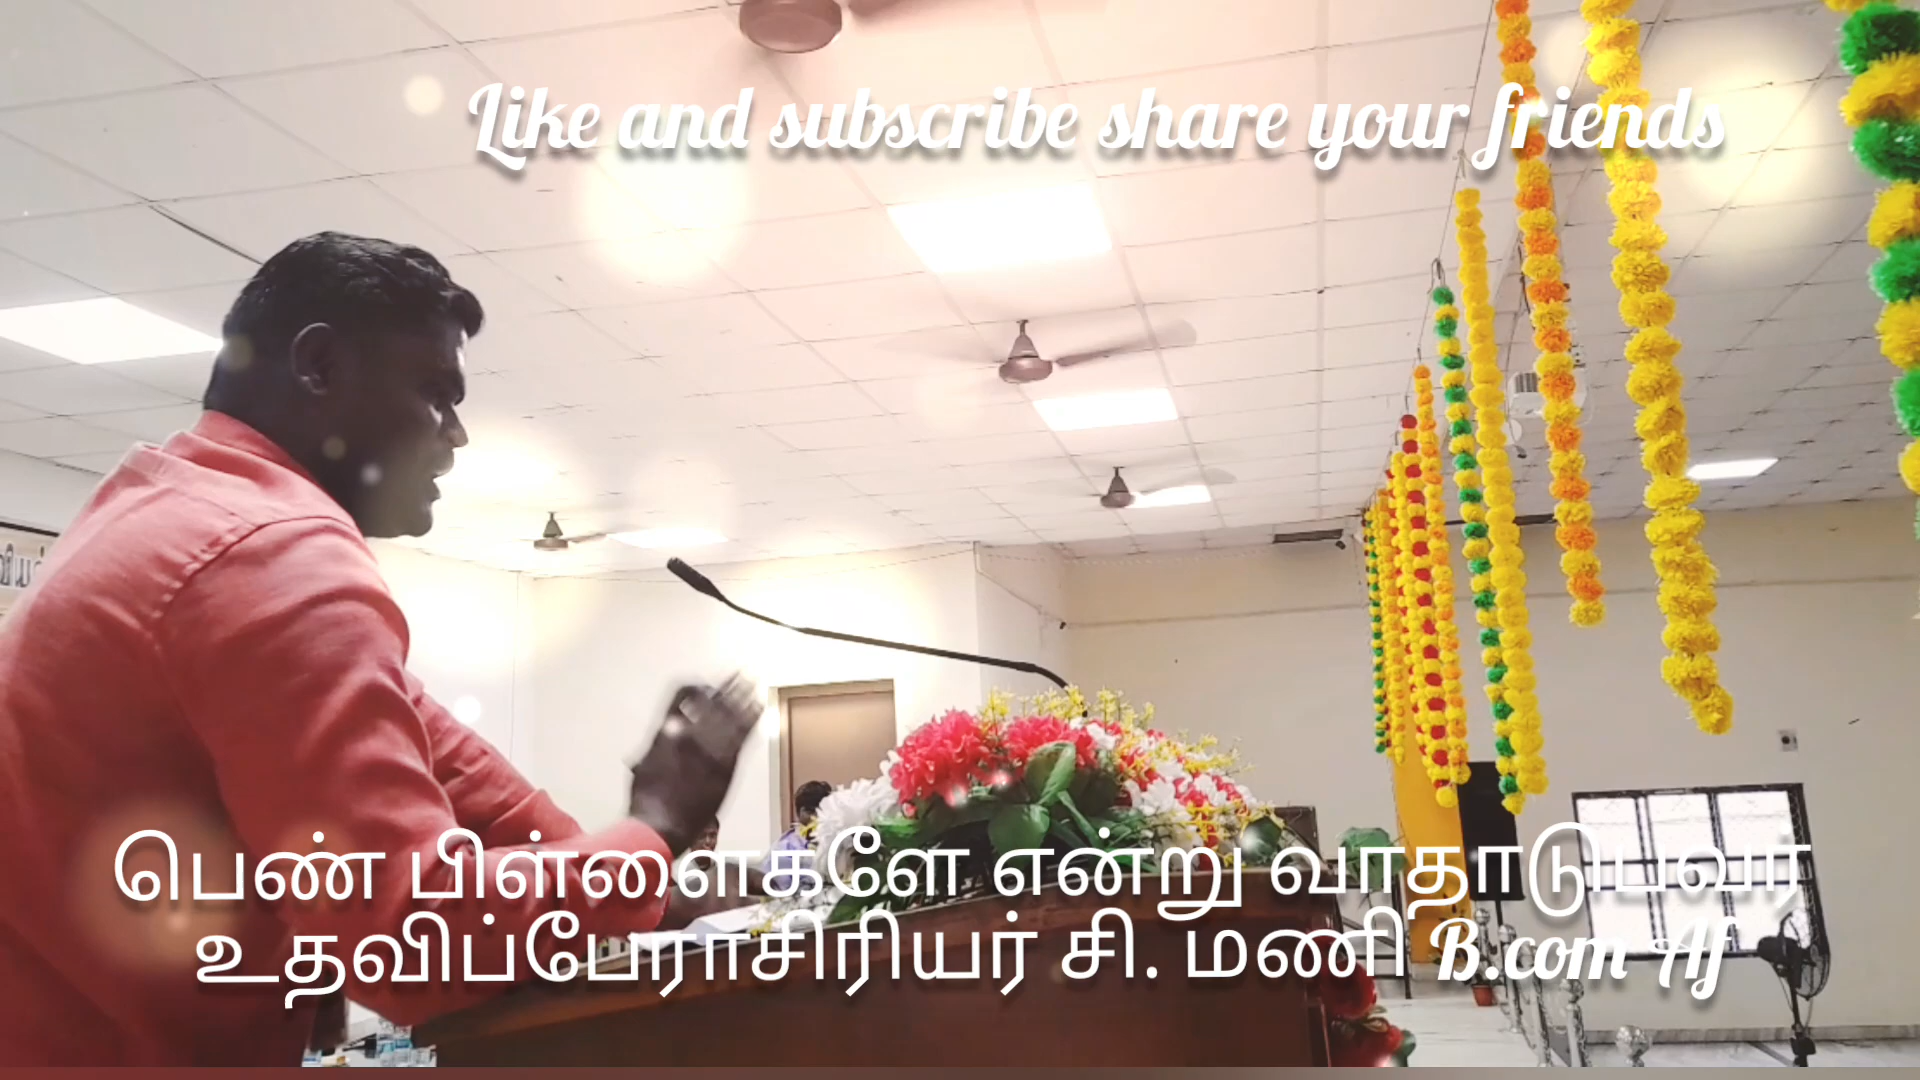 Like and subscribe share your friends
பெண் பிள்ளைகளே என்று வாதாடுபவர்
உதவிப்பேராசிரியர் சி. மணி B.com Af